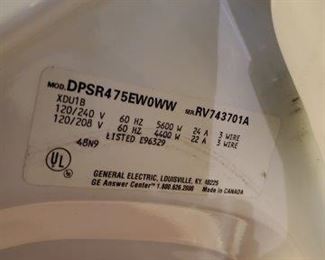 MOD. DPSR475EW0WW SER. RV743701A
XDU1B
120/240 V 60 HZ 5600 W 24 A 3 WIRE
120/208 V 60 HZ 4400 W 22 A 3 WIRE
LISTED E96329
48N9
UL
GENERAL ELECTRIC, LOUISVILLE, KY. 40225
GE Answer Center™ 1.800.626.2000 Made in CANADA